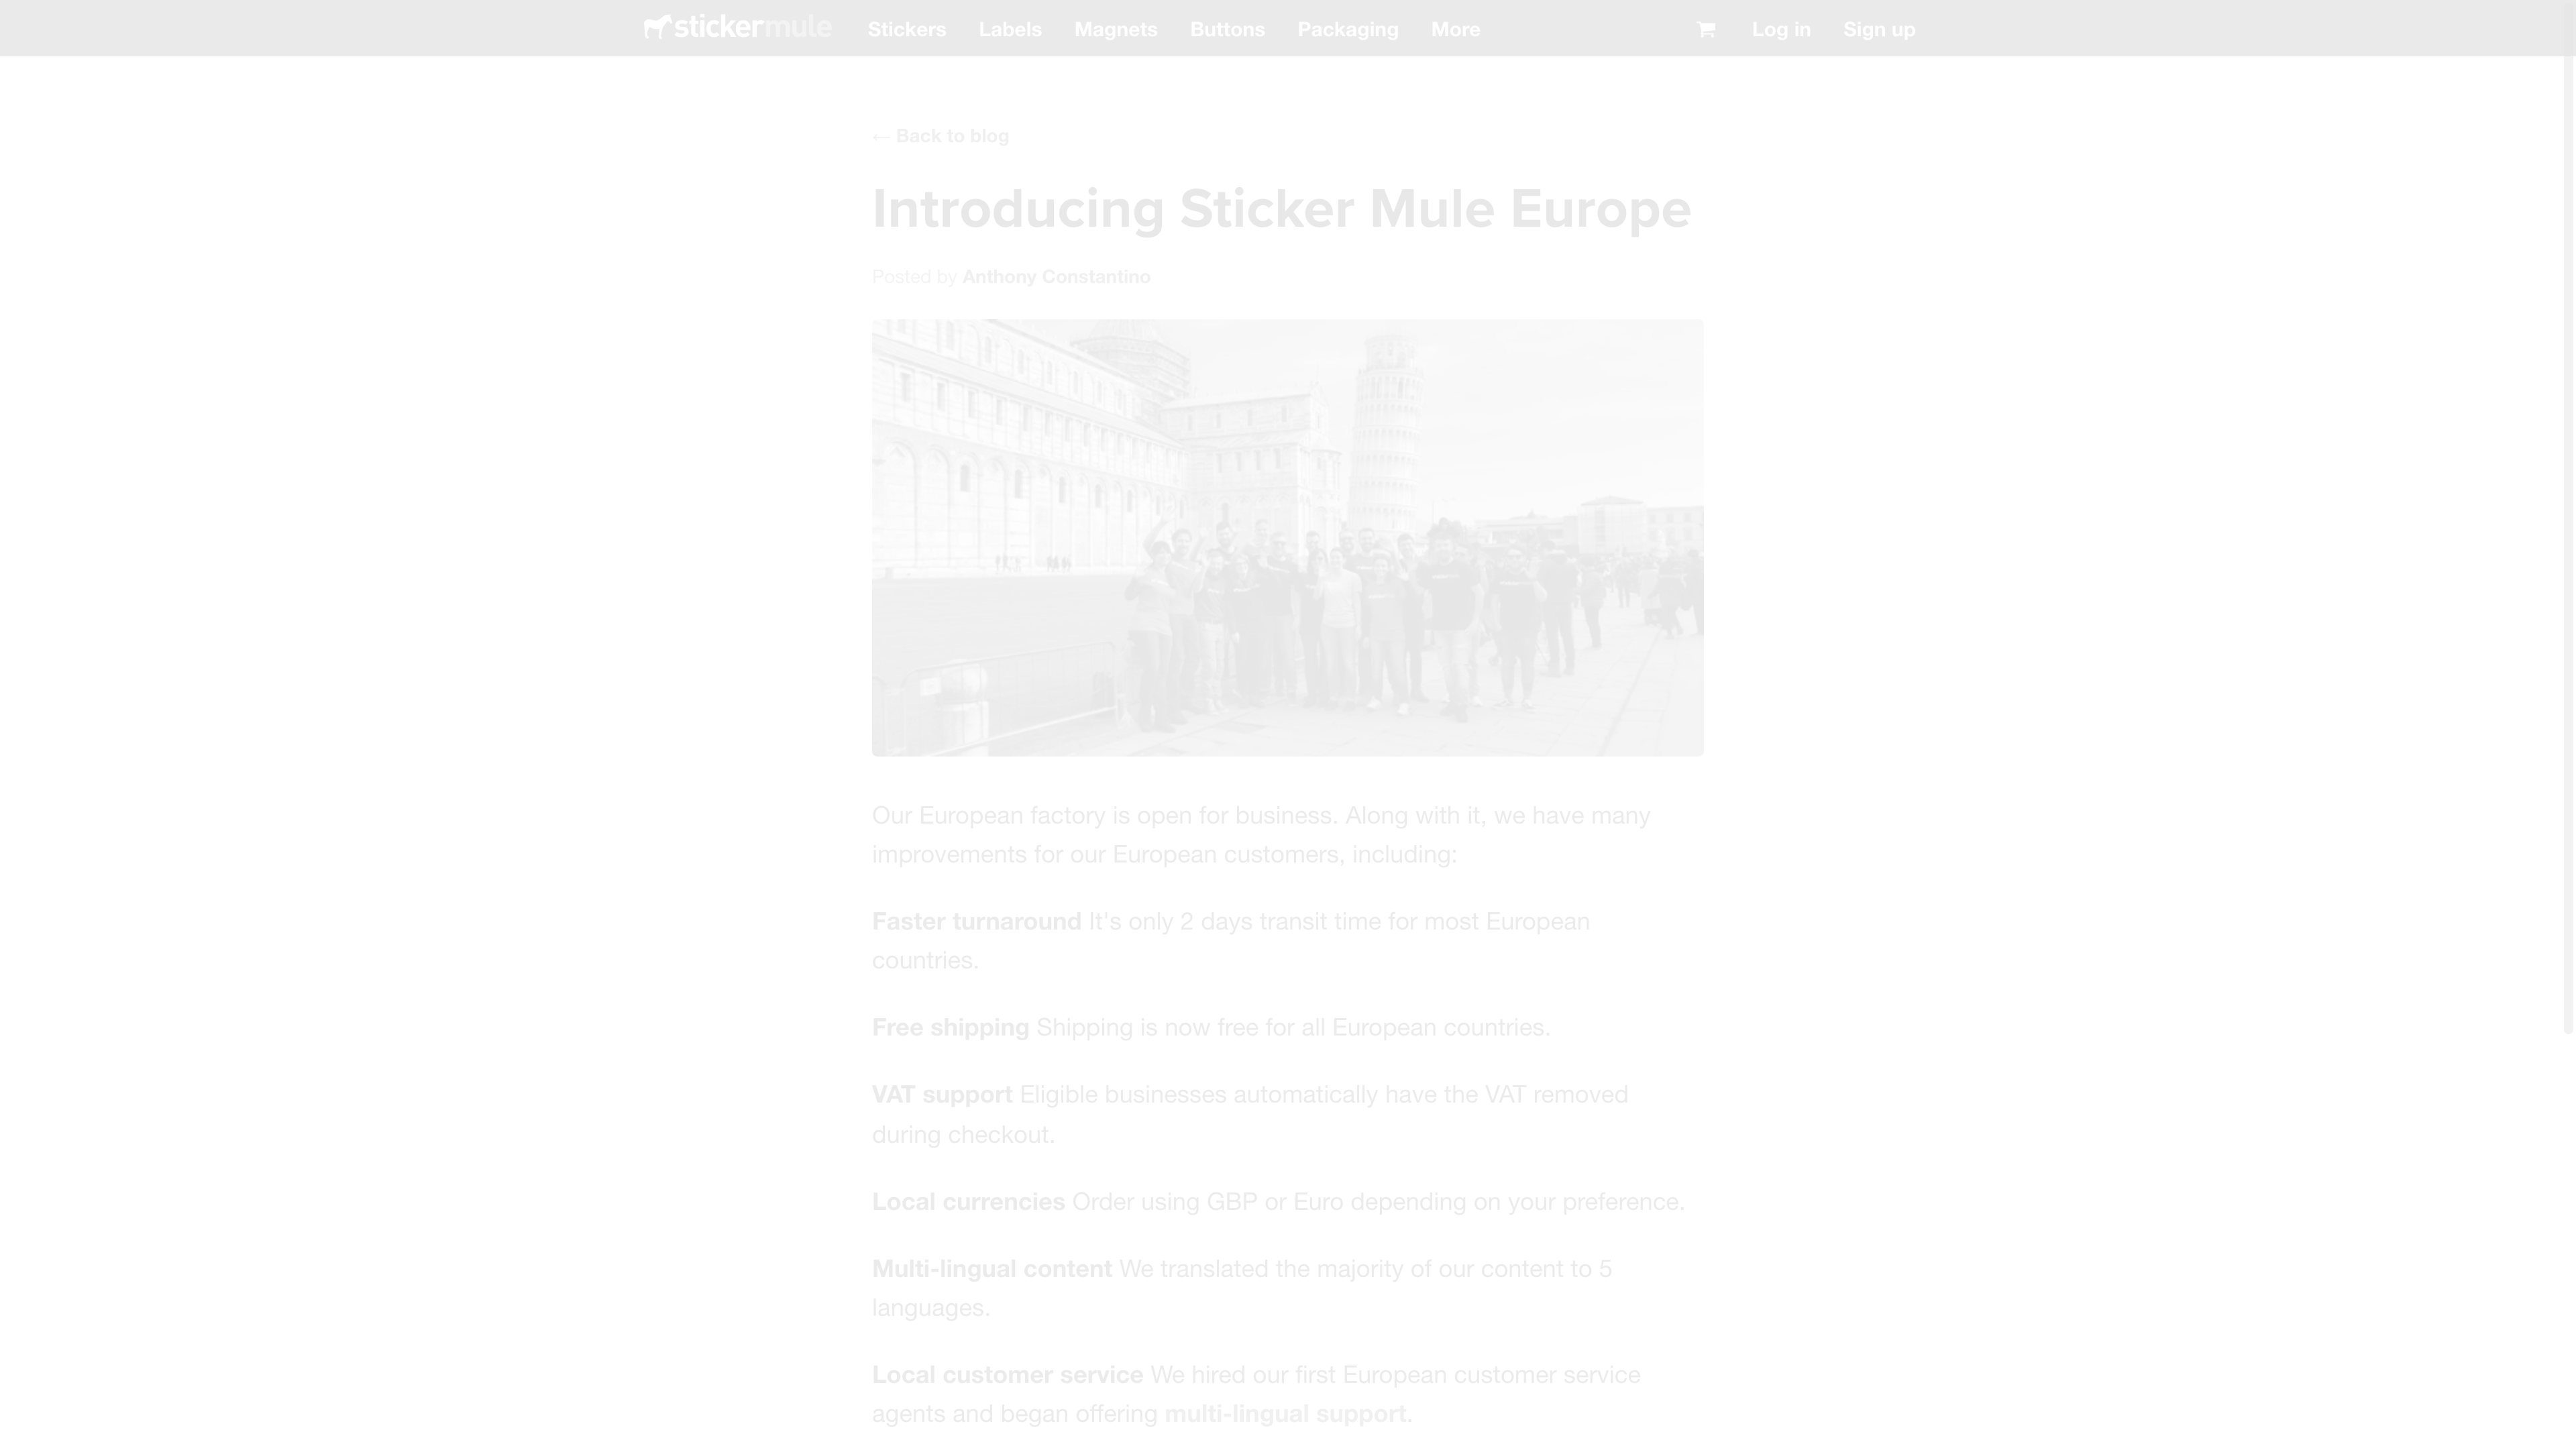 stickermule Stickers Labels Magnets Buttons Packaging More Log in Sign up
← Back to blog
Introducing Sticker Mule Europe
Posted by Anthony Constantino
Our European factory is open for business. Along with it, we have many
improvements for our European customers, including:
Faster turnaround It's only 2 days transit time for most European
countries.
Free shipping Shipping is now free for all European countries.
VAT support Eligible businesses automatically have the VAT removed
during checkout.
Local currencies Order using GBP or Euro depending on your preference.
Multi-lingual content We translated the majority of our content to 5
languages.
Local customer service We hired our first European customer service
agents and began offering multi-lingual support.